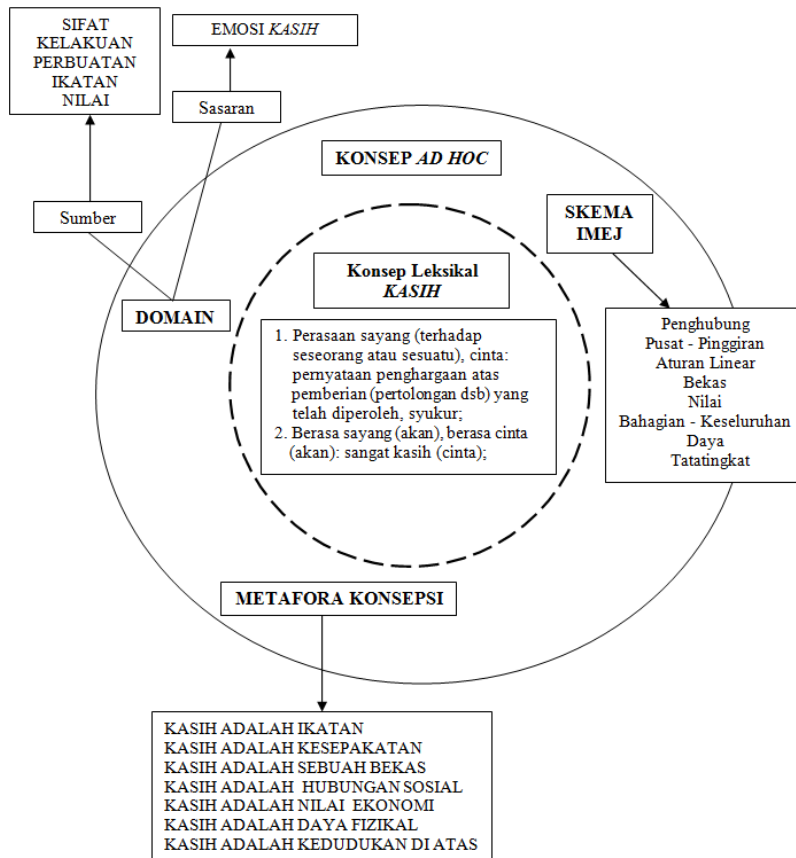 SIFAT
KELAKUAN
PERBUATAN
IKATAN
NILAI
EMOSI KASIH
Sasaran
Sumber
KONSEP AD HOC
SKEMA
IMEJ
DOMAIN
Konsep Leksikal
KASIH
1. Perasaan sayang (terhadap
seseorang atau sesuatu), cinta:
pernyataan penghargaan atas
pemberian (pertolongan dsb) yang
telah diperoleh, syukur;
2. Berasa sayang (akan), berasa cinta
(akan): sangat kasih (cinta);
Penghubung
Pusat - Pinggiran
Aturan Linear
Bekas
Nilai
Bahagian - Keseluruhan
Daya
Tatatingkat
METAFORA KONSEPSI
KASIH ADALAH IKATAN
KASIH ADALAH KESEPAKATAN
KASIH ADALAH SEBUAH BEKAS
KASIH ADALAH HUBUNGAN SOSIAL
KASIH ADALAH NILAI EKONOMI
KASIH ADALAH DAYA FIZIKAL
KASIH ADALAH KEDUDUKAN DI ATAS